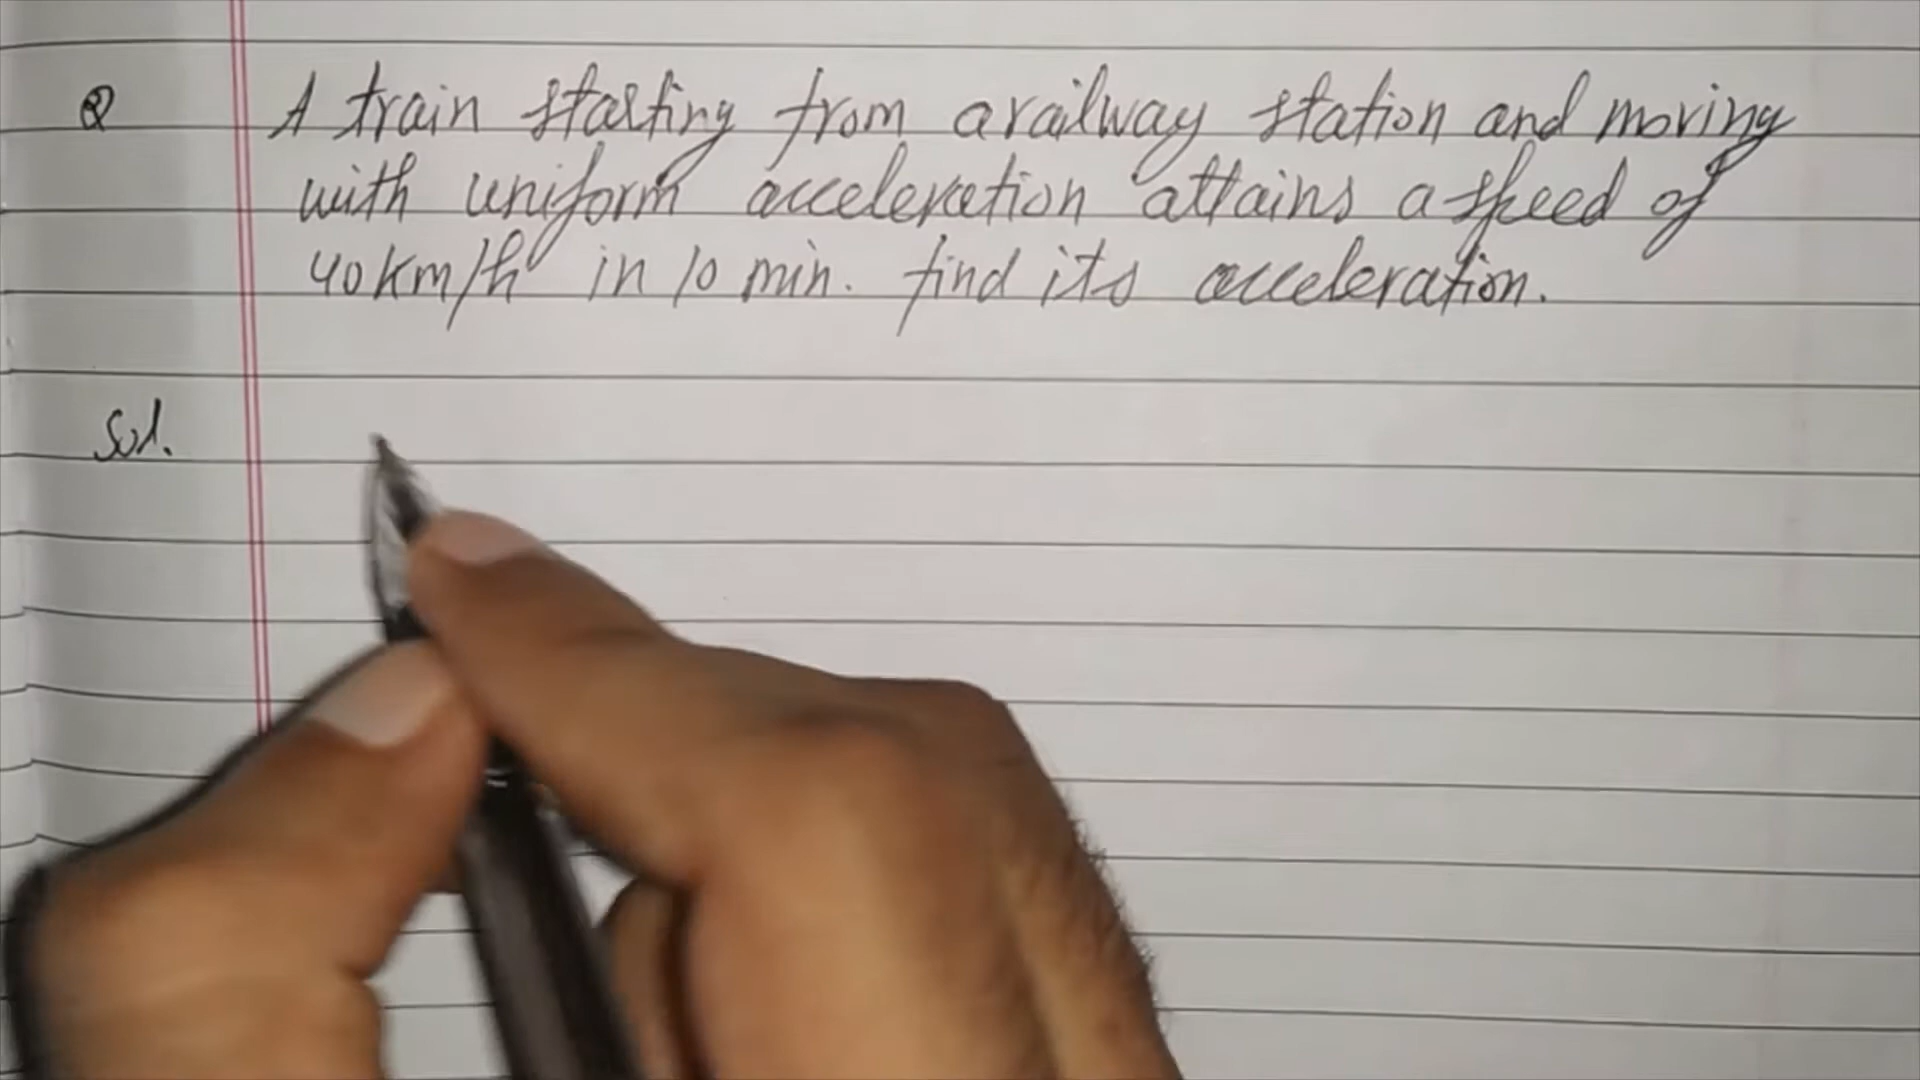 Q A train starting from a railway station and moving
with uniform acceleration attains a speed of
40 km/h in 10 min. find its acceleration.
Sol.